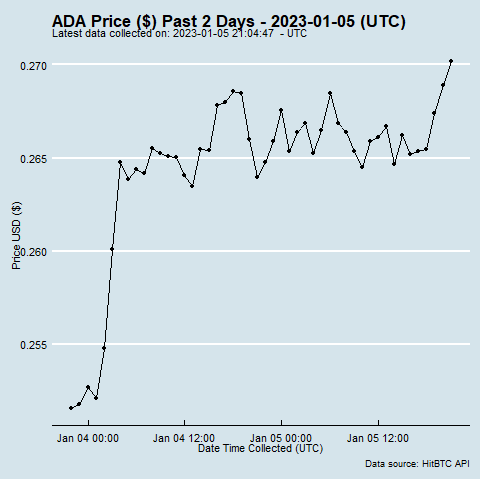 ADA Price ($) Past 2 Days - 2023-01-05 (UTC)
Latest data collected on: 2023-01-05 21:04:47 - UTC
0.270
0.265
0.260
0.255
Price USD ($)
Jan 04 00:00 Jan 04 12:00 Jan 05 00:00 Jan 05 12:00
Date Time Collected (UTC)
Data source: HitBTC API